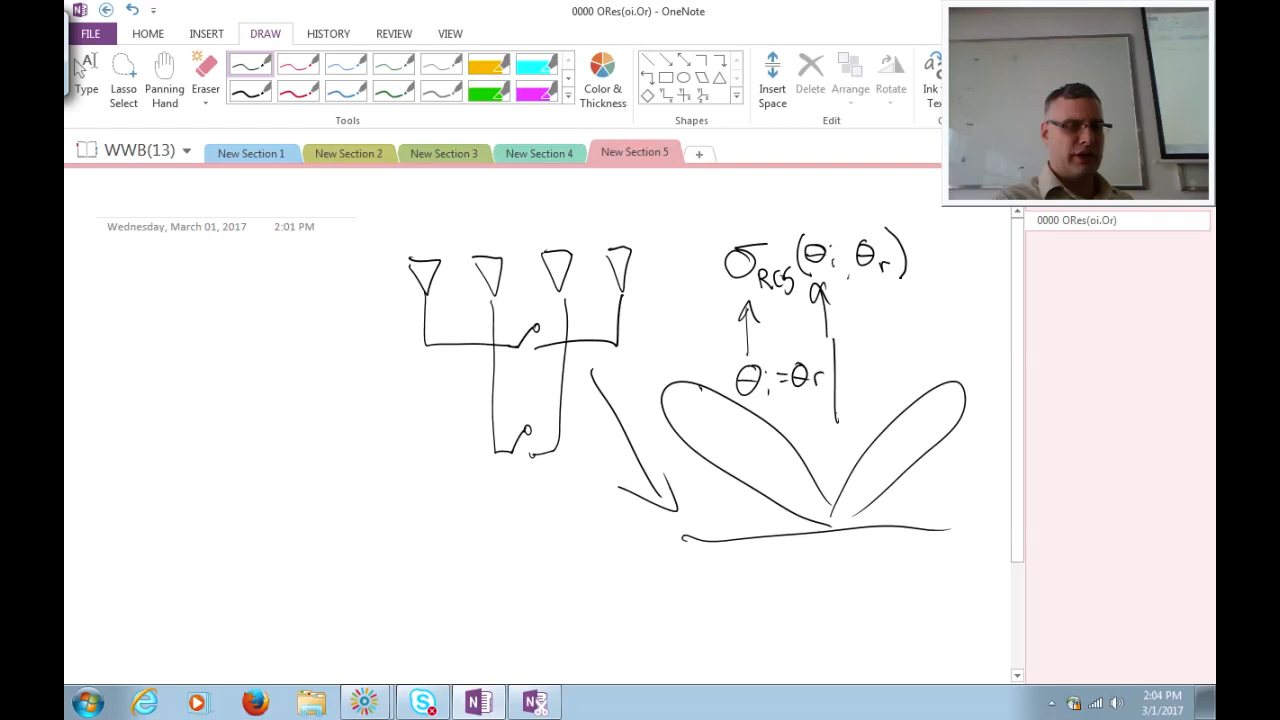 0000 ORes(oi.Or) - OneNote
FILE HOME INSERT DRAW HISTORY REVIEW VIEW
Type Lasso Select Panning Hand Eraser Color & Thickness Insert Space Delete Arrange Rotate Ink to Tex
Tools Shapes Edit C
WWB(13) New Section 1 New Section 2 New Section 3 New Section 4 New Section 5
0000 ORes(oi.Or)
Wednesday, March 01, 2017 2:01 PM
σRCS(θi, θr)
θi=θr
2:04 PM
3/1/2017